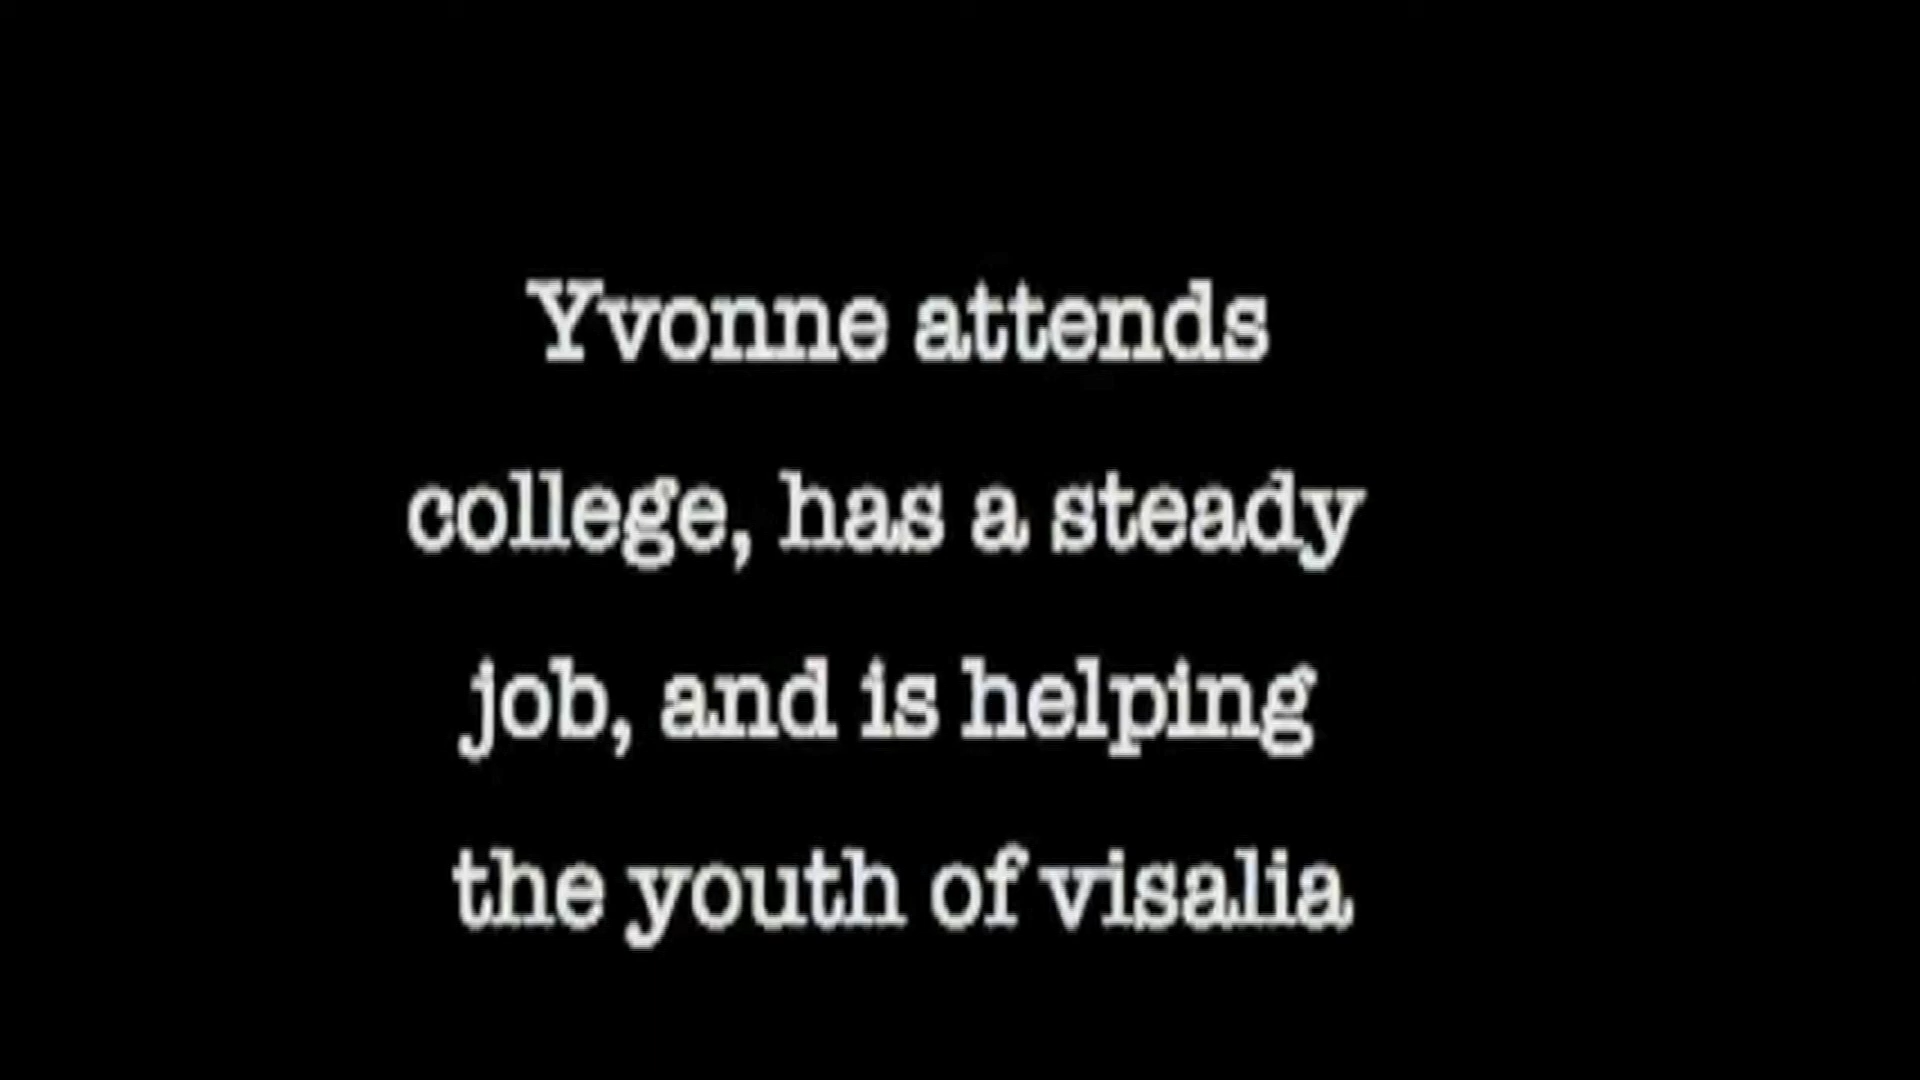 Yvonne attends
college, has a steady
job, and is helping
the youth of visalia